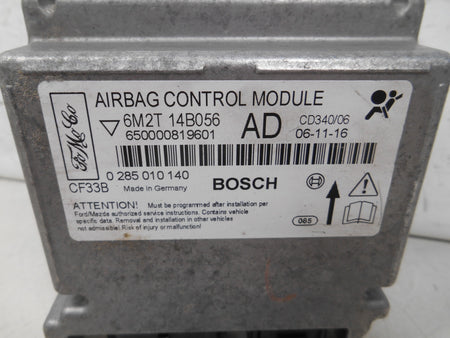 AIRBAG CONTROL MODULE
FoMoCo
6M2T 14B056 AD CD340/06
650000819601 06-11-16
0 285 010 140
CF33B Made in Germany BOSCH
ATTENTION! Must be programmed after installation per
Ford/Mazda authorized service instructions. Contains vehicle
specific data. Removal and installation in other vehicles
not admissible! Risk of injury or malfunction!
085